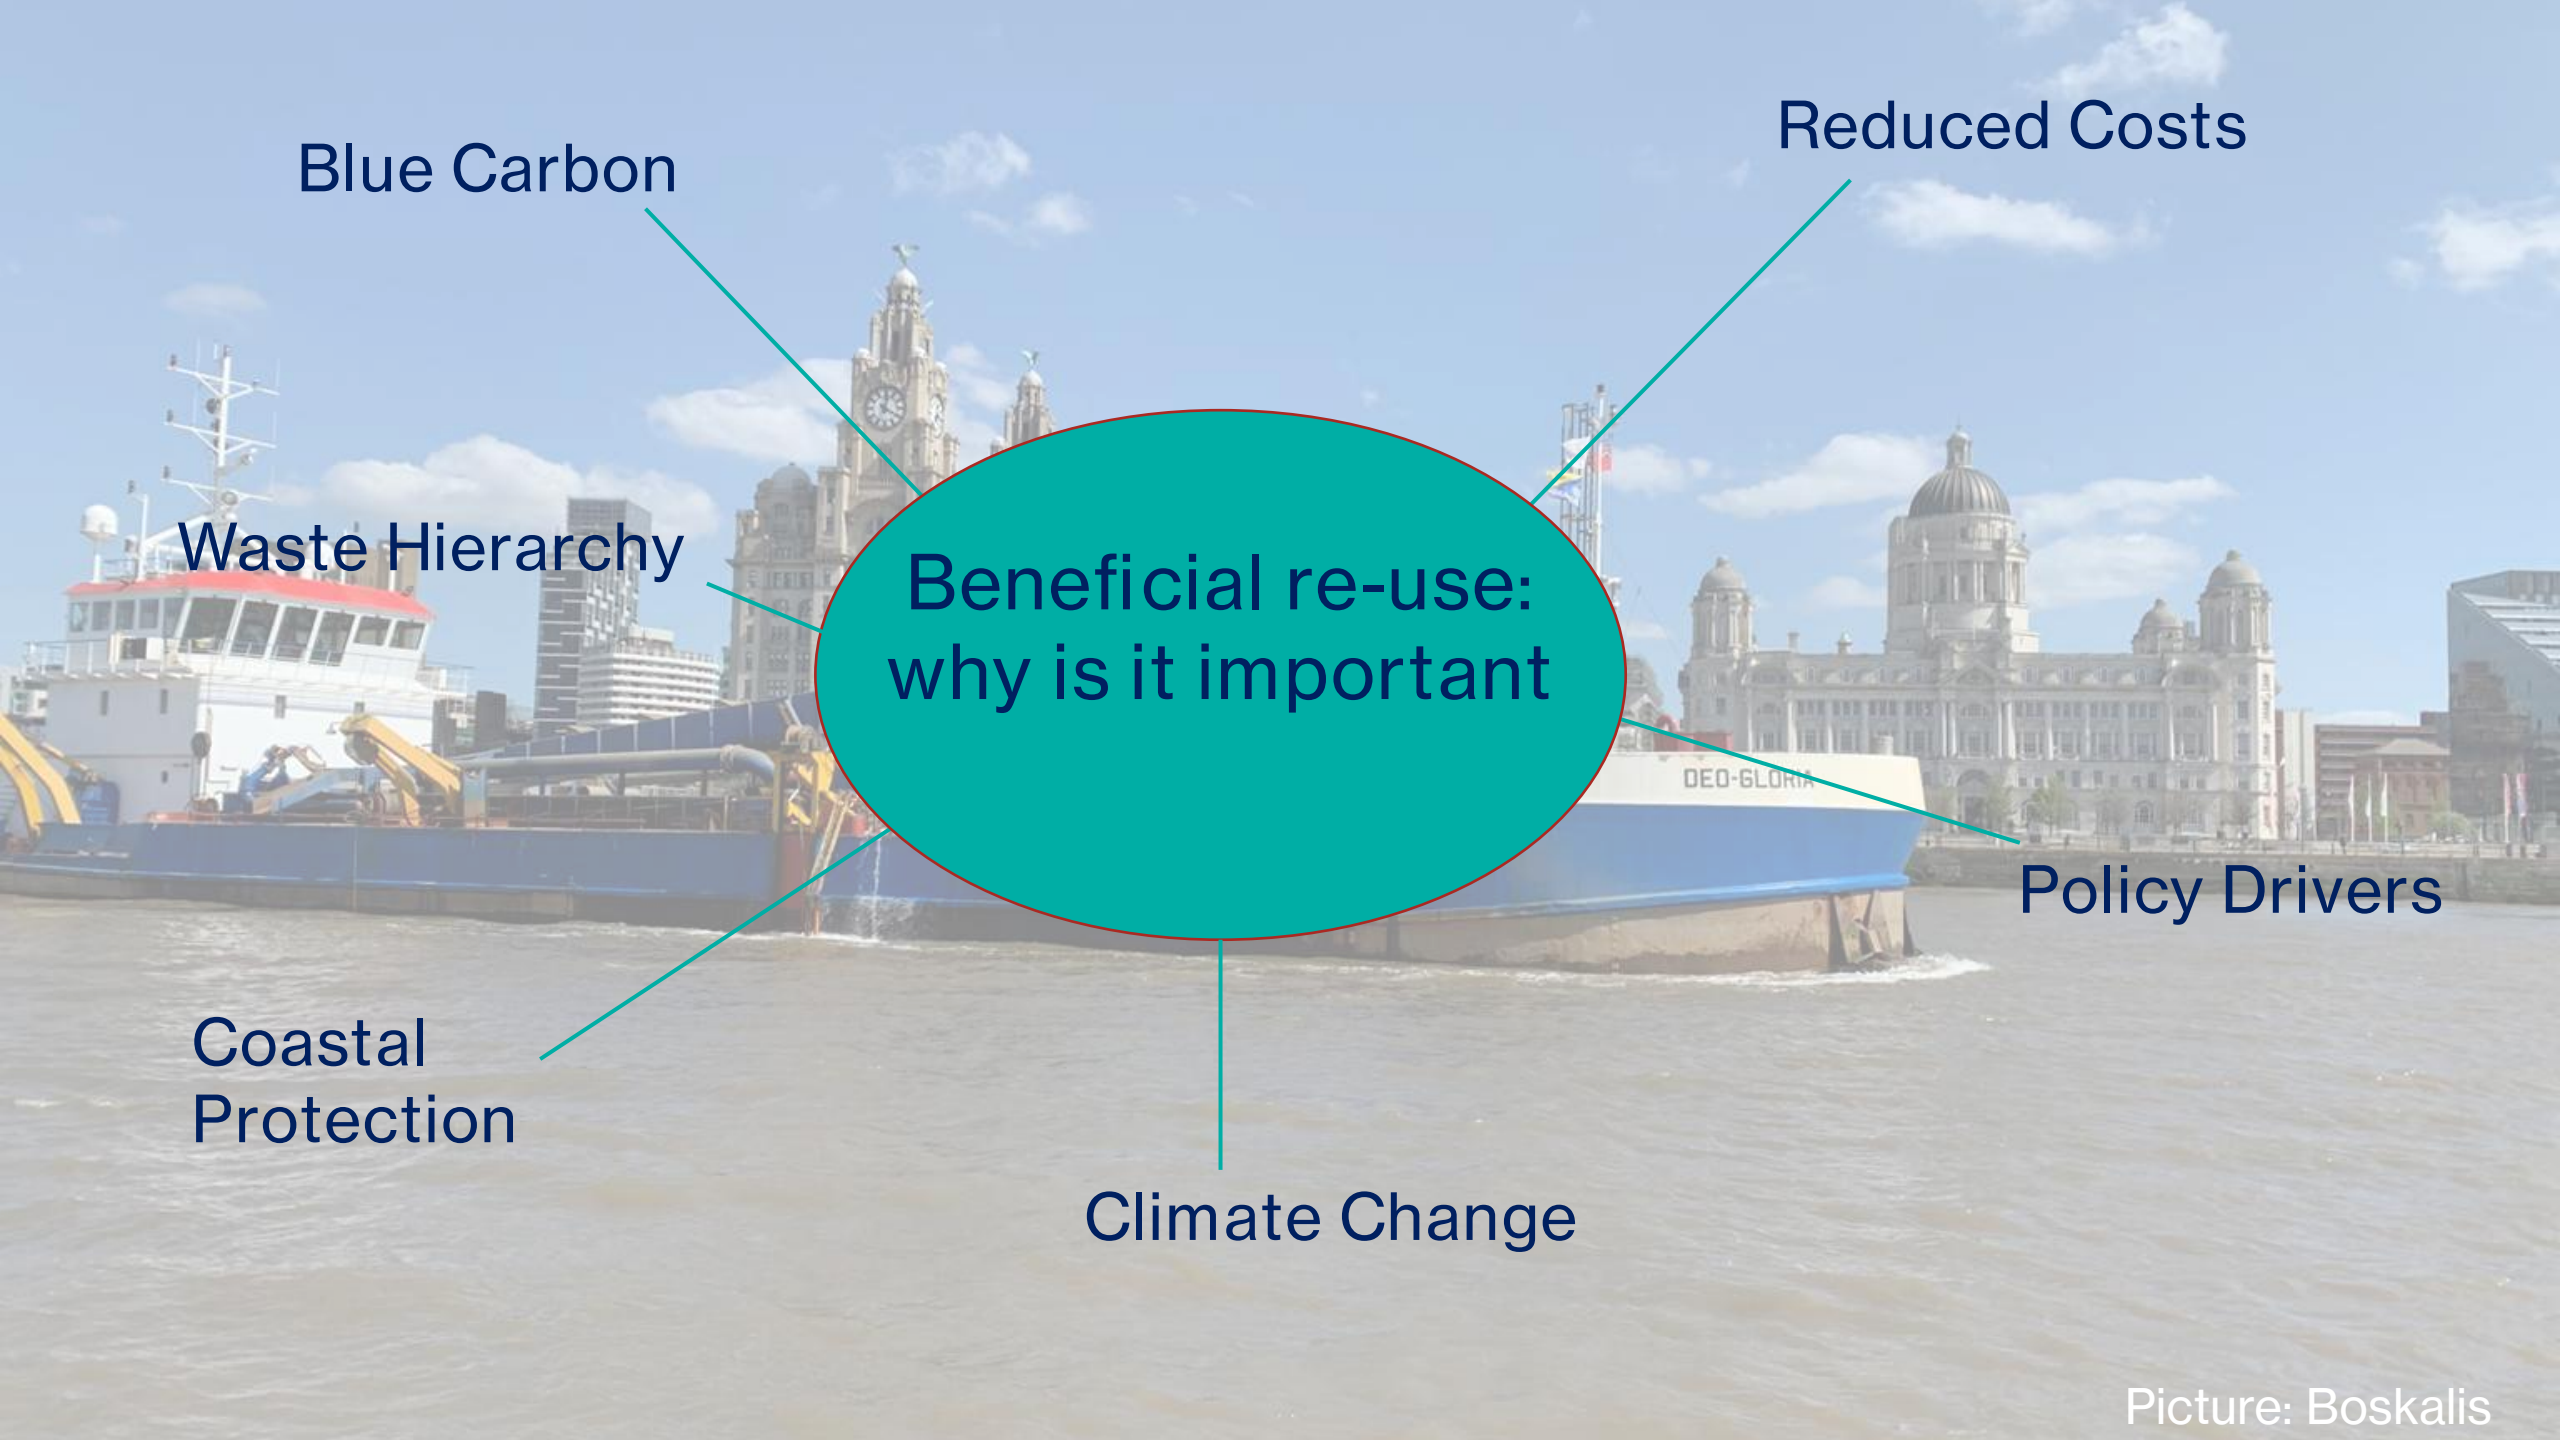 Reduced Costs
Blue Carbon
Waste Hierarchy
Beneficial re-use:
why is it important
DEO-GLORIA
Policy Drivers
Coastal
Protection
Climate Change
Picture: Boskalis